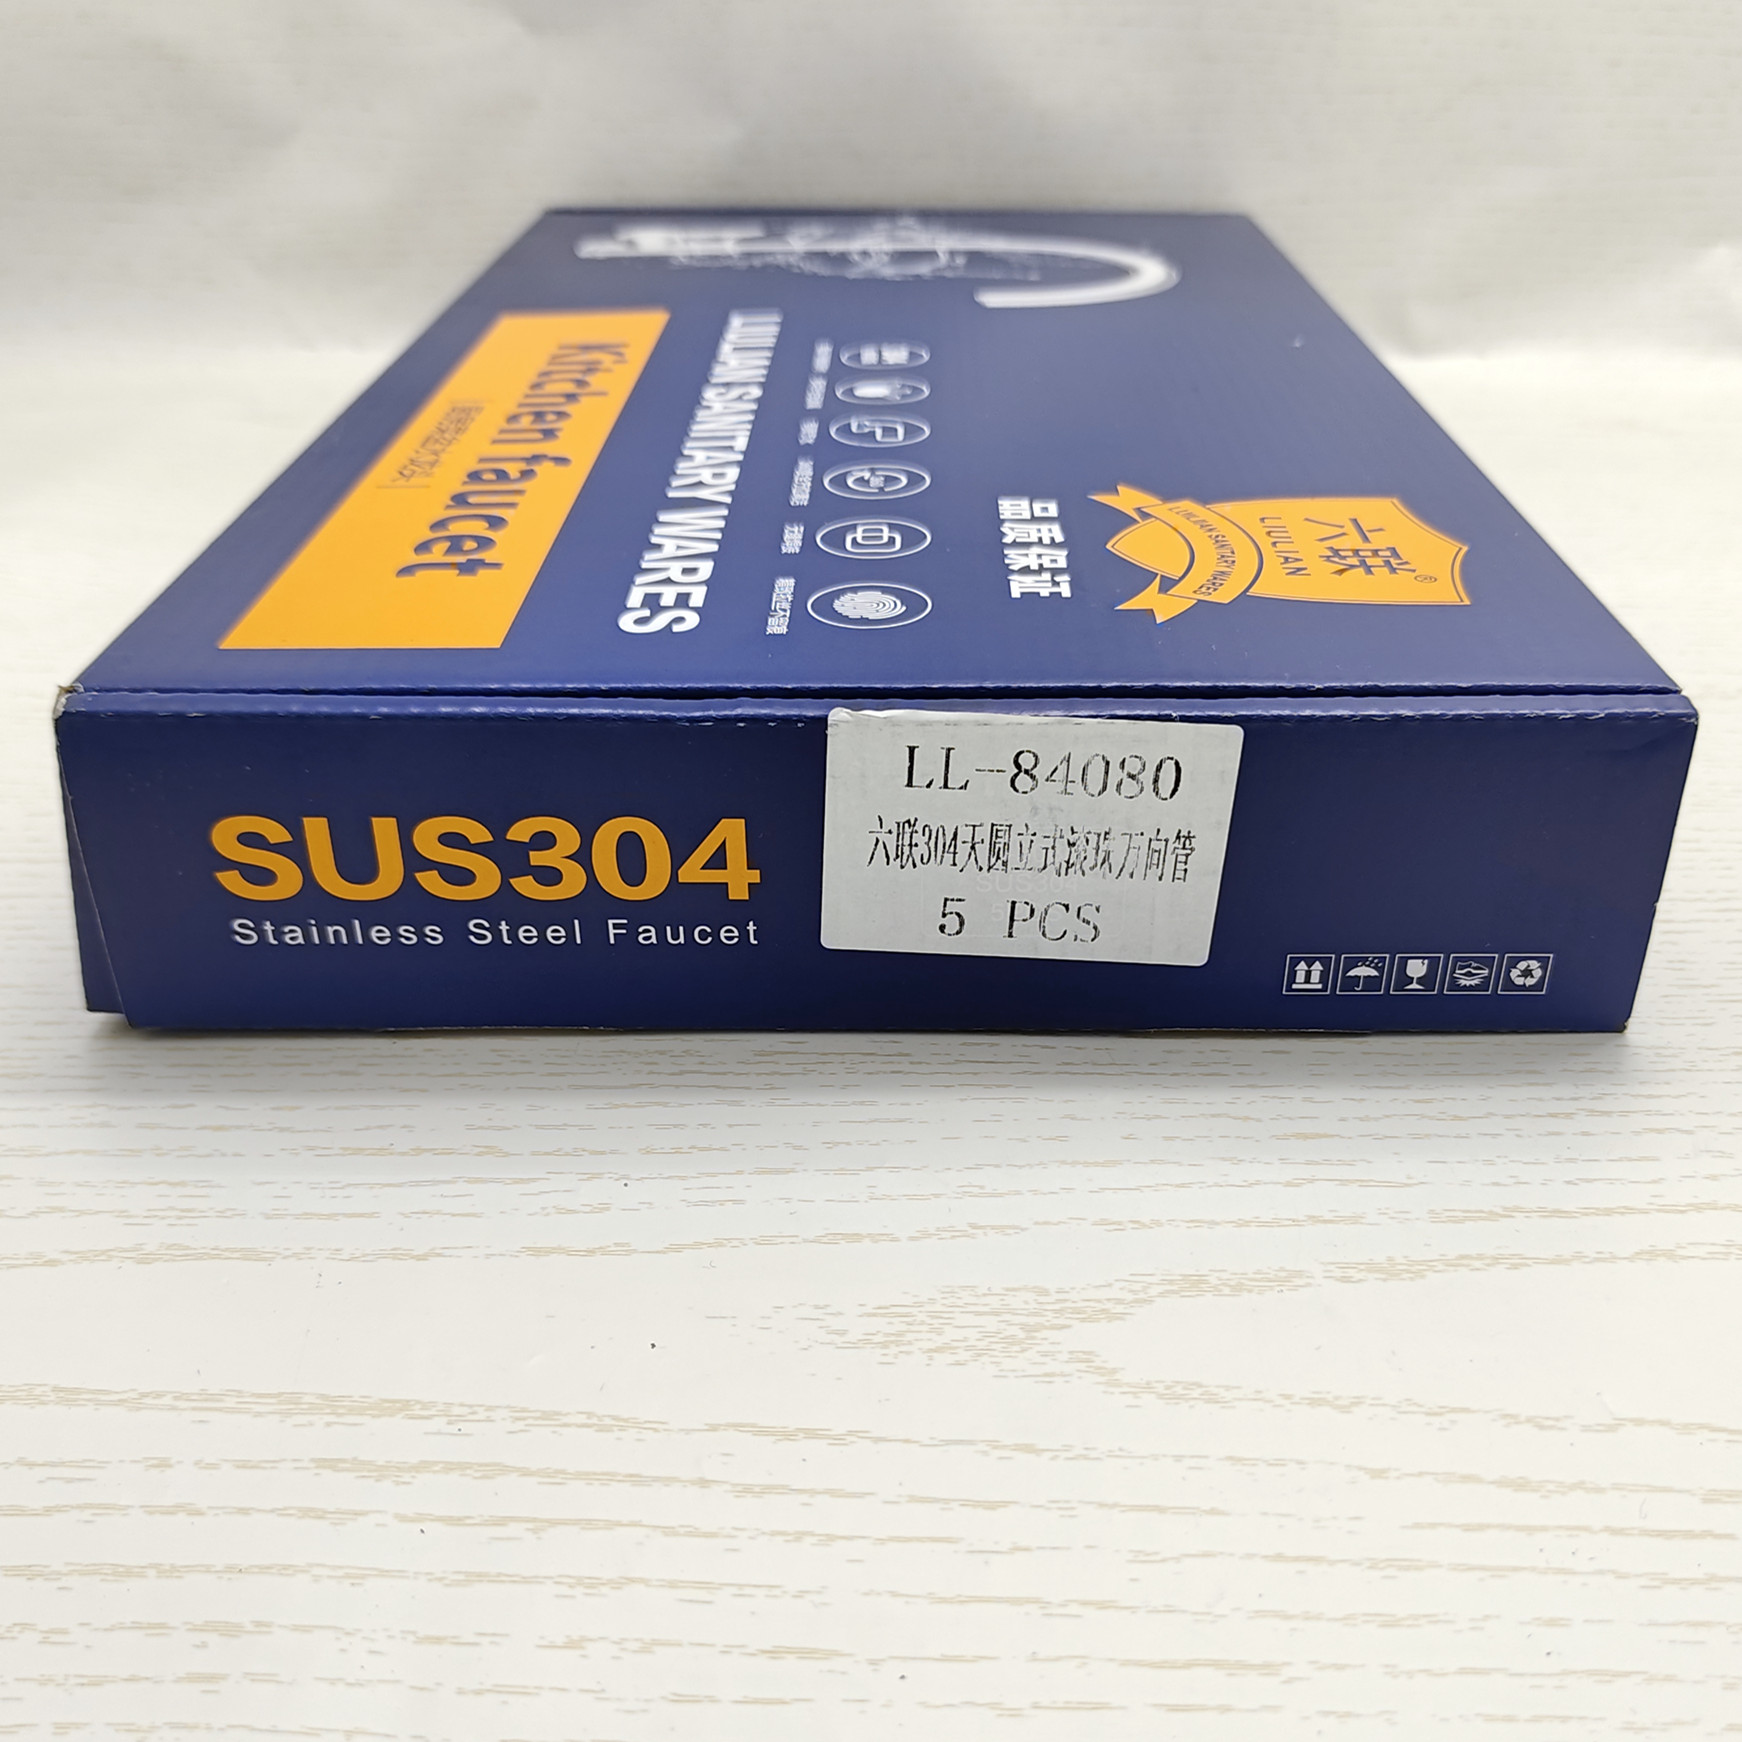 Kitchen faucet
LIULIAN SANITARY WARES
品质保证
六联®
LIULIAN
LIULIAN SANITARY WARES
SUS304
Stainless Steel Faucet
LL-84080
六联304天圆立式滚珠万向管
5 PCS